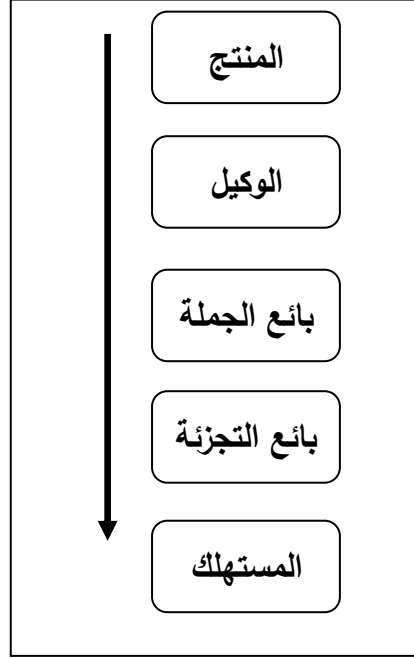 المنتج
الوكيل
بائع الجملة
بائع التجزئة
المستهلك